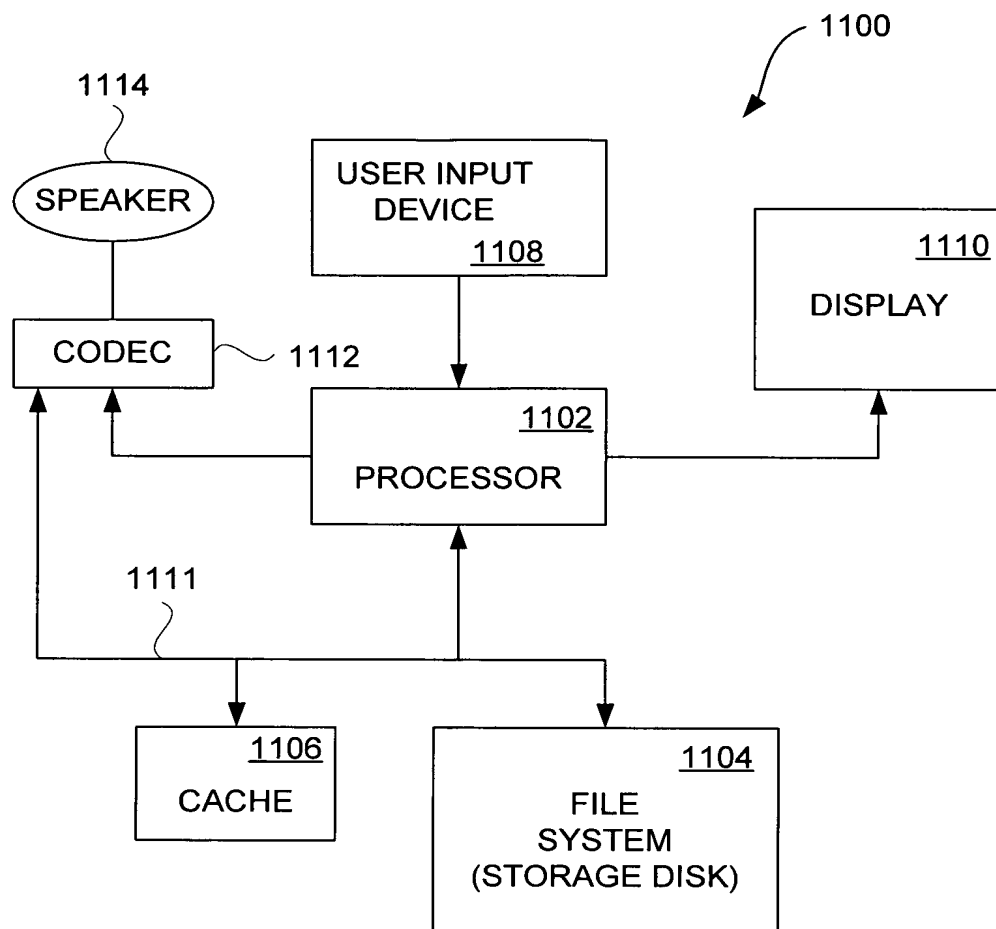 1100
1114
SPEAKER
USER INPUT
DEVICE
1108
1110
DISPLAY
CODEC
1112
1102
PROCESSOR
1111
1106
CACHE
1104
FILE
SYSTEM
(STORAGE DISK)